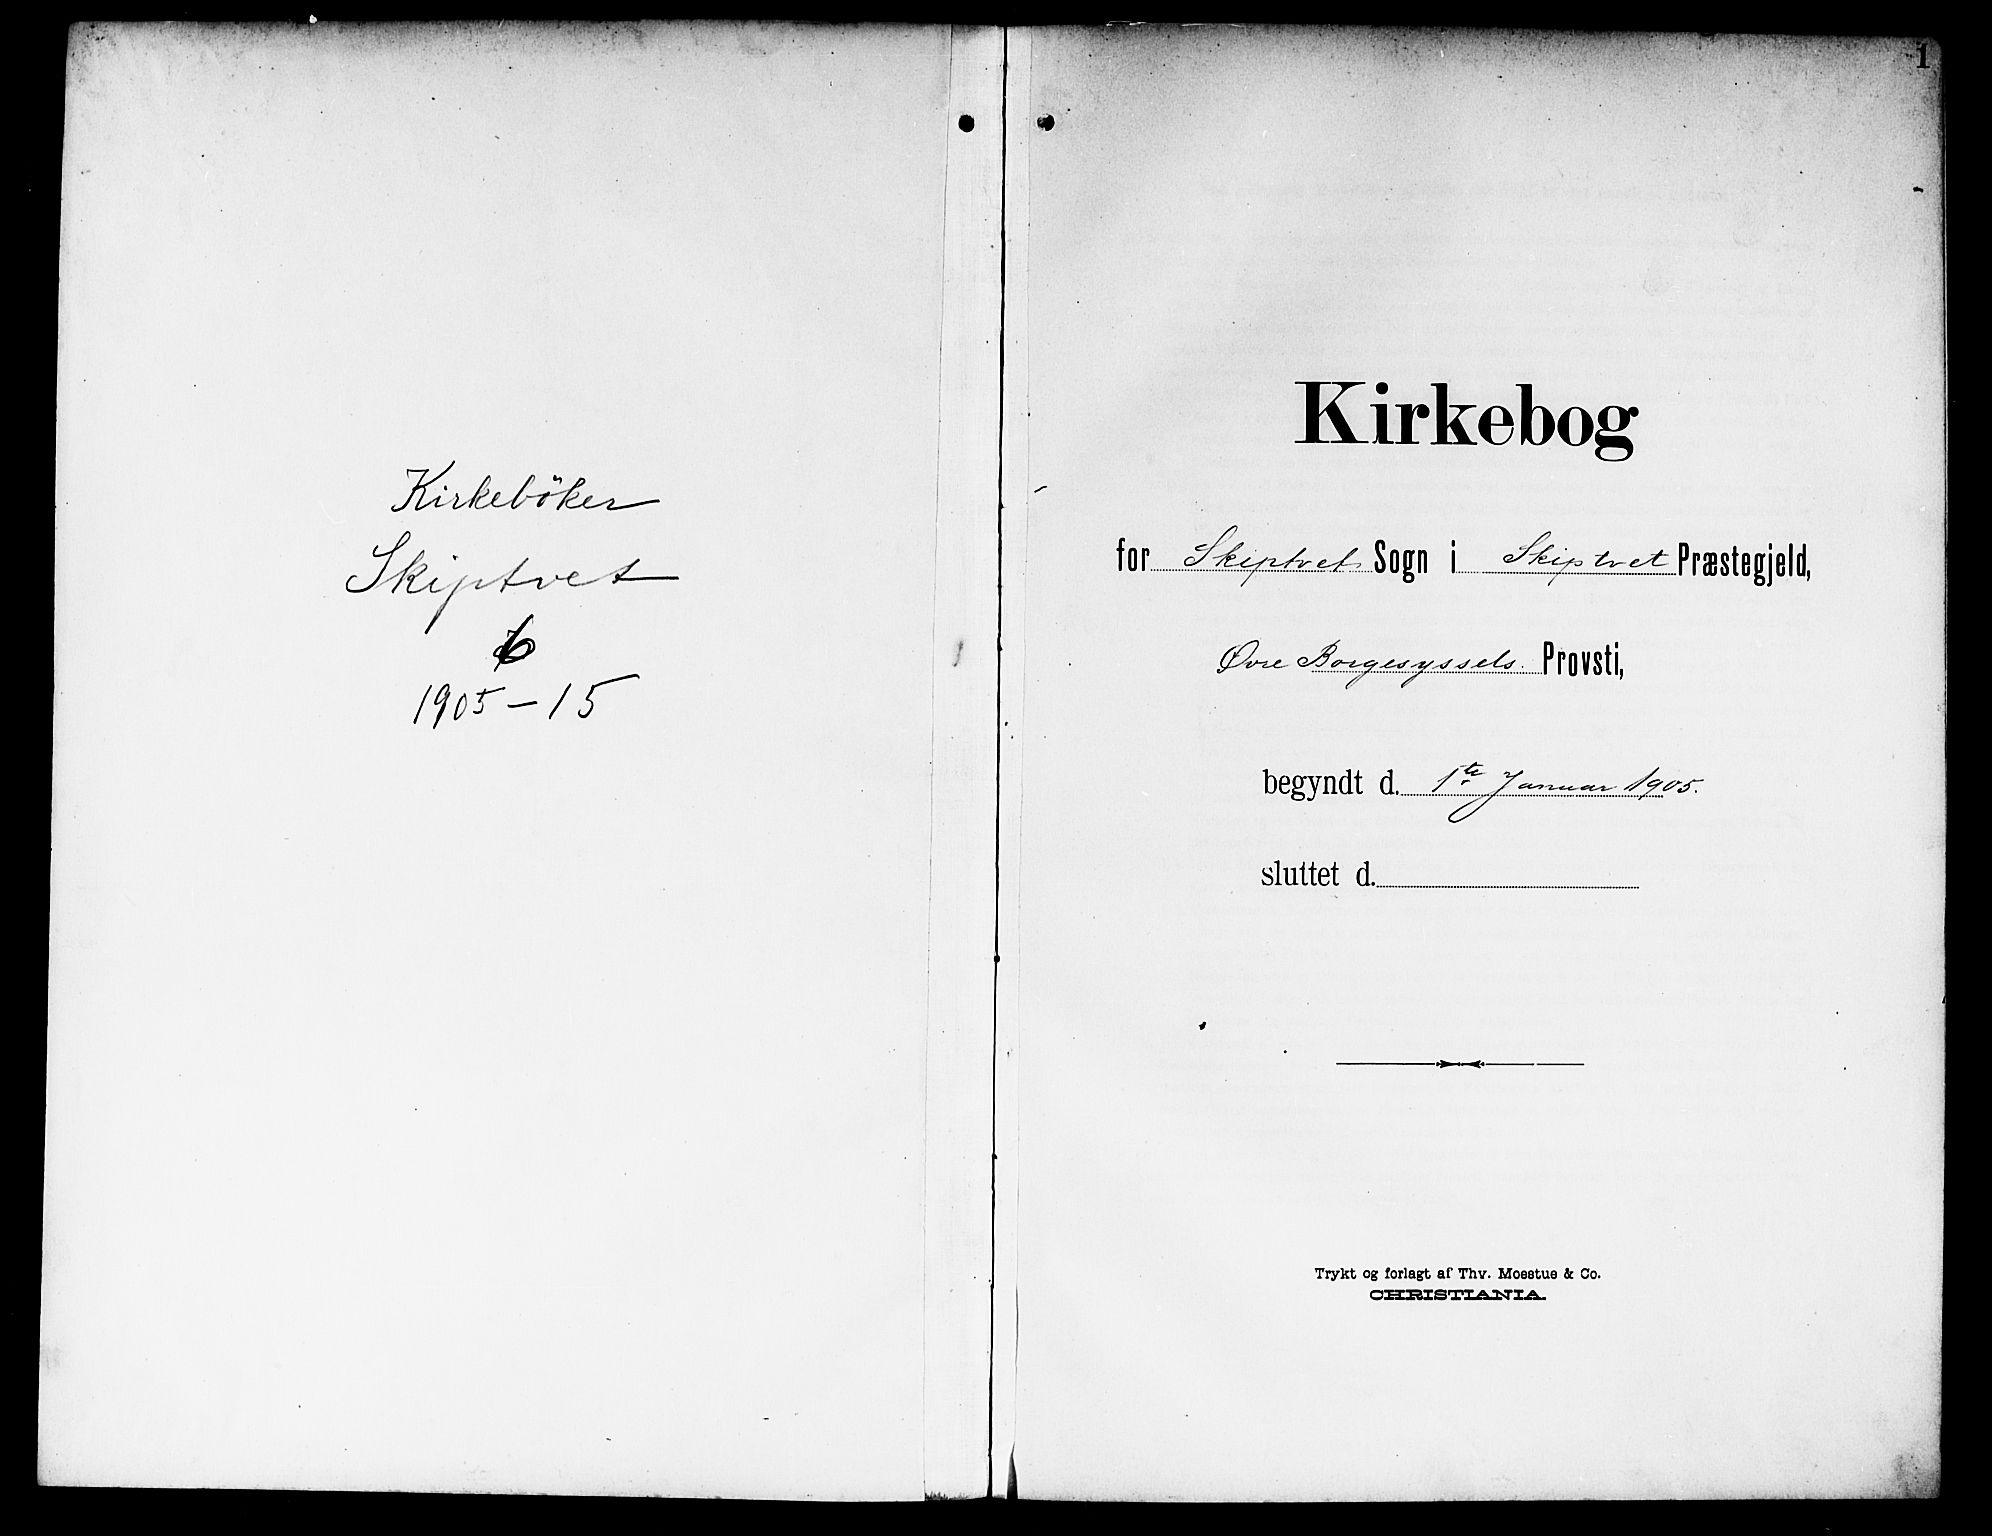 Kirkeböker
Skiptvet
6
1905-15
1
Kirkebog
for Skiptvet Sogn i Skiptvet Præstegjeld,
Øvre Borgesyssels Provsti,
begyndt d. 1ste Januar 1905.
sluttet d.
Trykt og forlagt af Thv. Moestue & Co.
CHRISTIANIA.